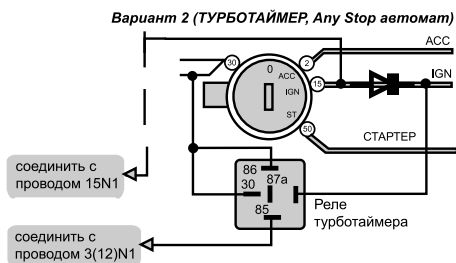 Вариант 2 (ТУРБОТАЙМЕР, Any Stop автомат)
ACC
30
0
2
ACC
IGN
15
IGN
ST
50
СТАРТЕР
86
87a
30
85
Реле
турботаймера
соединить с
проводом 15N1
соединить с
проводом 3(12)N1